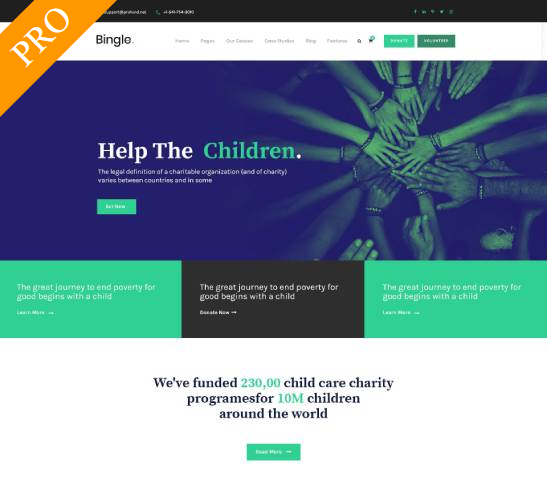 PRO
support@prohand.net +1-541-754-3010
Bingle.
Home Pages Our Causes Case Studies Blog Features DONATE VOLUNTEER
Help The Children.
The legal definition of a charitable organization (and of charity)
varies between countries and in some
Act Now
The great journey to end poverty for
good begins with a child
Learn More
The great journey to end poverty for
good begins with a child
Donate Now
The great journey to end poverty for
good begins with a child
Learn More
We've funded 230,00 child care charity
programesfor 10M children
around the world
Read More